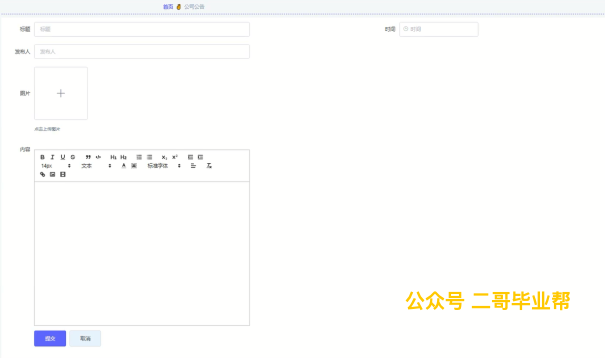 首页 公司公告
标题 标题 时间 时间
发布人 发布人
图片
点击上传图片
内容
B I U S ” </> H1 H2 x₂ x²
14px 文本 A 标准字体
公众号 二哥毕业帮
提交 取消